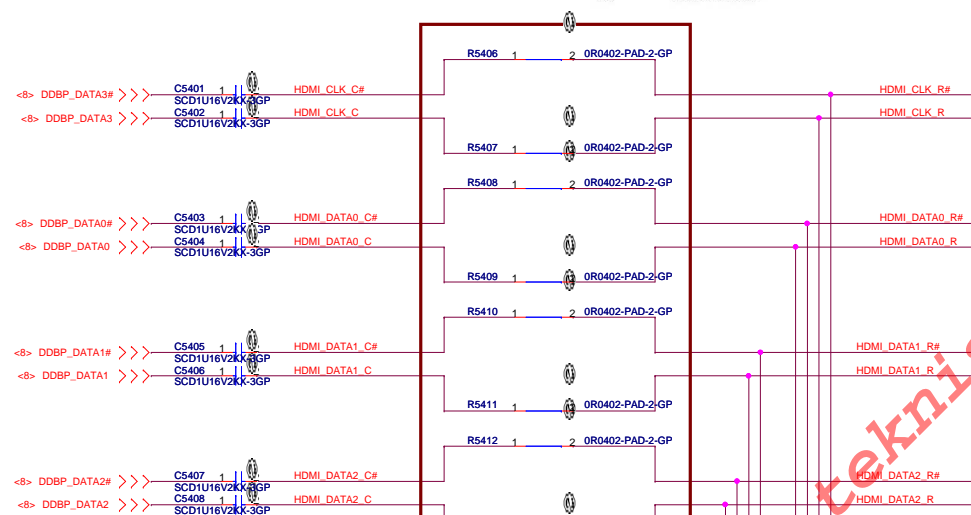 R5406 1 2 0R0402-PAD-2-GP
<8> DDBP_DATA3# C5401 1 HDMI_CLK_C# HDMI_CLK_R#
SCD1U16V2KX-3GP
<8> DDBP_DATA3 C5402 1 HDMI_CLK_C HDMI_CLK_R
SCD1U16V2KX-3GP
R5407 1 2 0R0402-PAD-2-GP
R5408 1 2 0R0402-PAD-2-GP
<8> DDBP_DATA0# C5403 1 HDMI_DATA0_C# HDMI_DATA0_R#
SCD1U16V2KX-3GP
<8> DDBP_DATA0 C5404 1 HDMI_DATA0_C HDMI_DATA0_R
SCD1U16V2KX-3GP
R5409 1 2 0R0402-PAD-2-GP
R5410 1 2 0R0402-PAD-2-GP
<8> DDBP_DATA1# C5405 1 HDMI_DATA1_C# HDMI_DATA1_R#
SCD1U16V2KX-3GP
<8> DDBP_DATA1 C5406 1 HDMI_DATA1_C HDMI_DATA1_R
SCD1U16V2KX-3GP
R5411 1 2 0R0402-PAD-2-GP
R5412 1 2 0R0402-PAD-2-GP
<8> DDBP_DATA2# C5407 1 HDMI_DATA2_C# HDMI_DATA2_R#
SCD1U16V2KX-3GP
<8> DDBP_DATA2 C5408 1 HDMI_DATA2_C HDMI_DATA2_R
SCD1U16V2KX-3GP
tekni